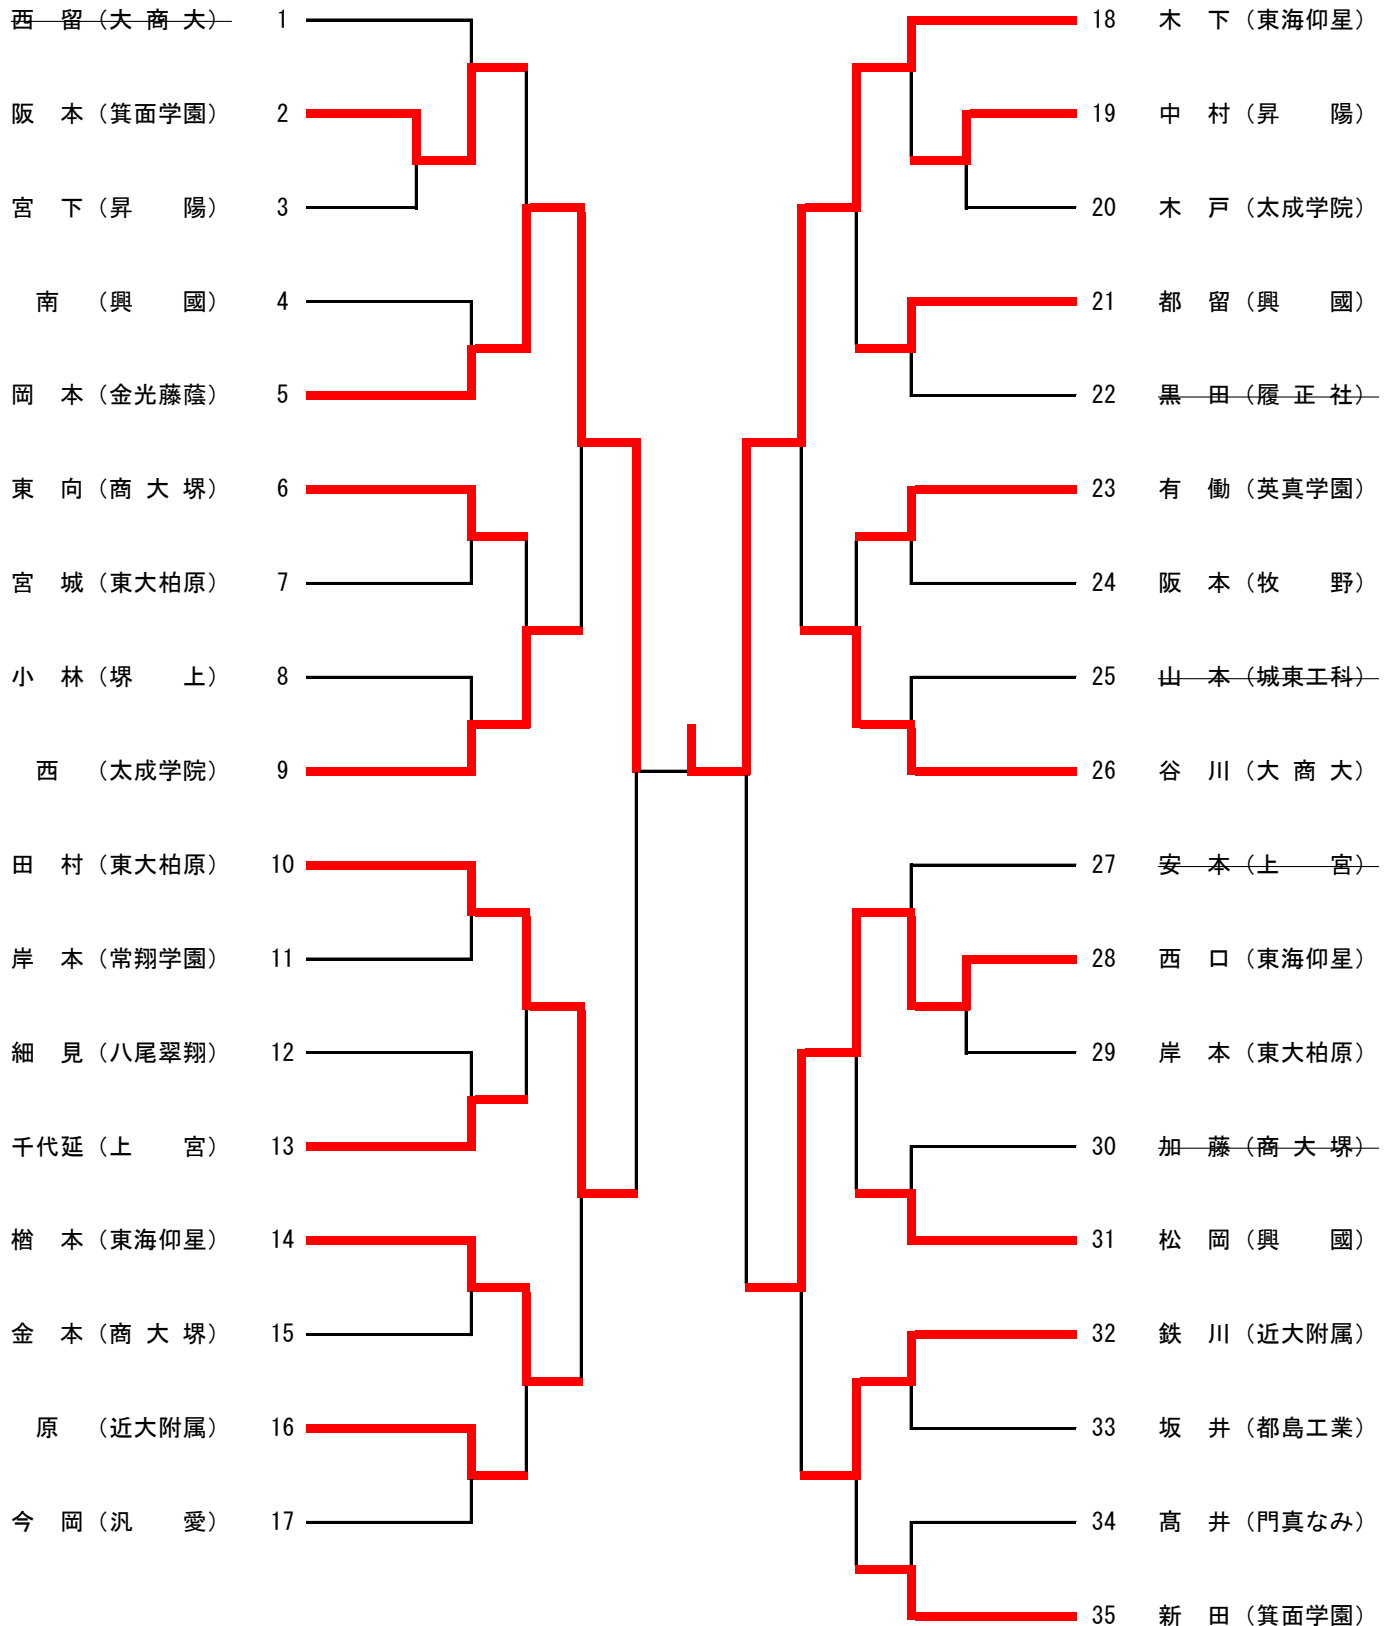 西　留（大 商 大）　1
阪　本（箕面学園）　2
宮　下（昇　　陽）　3
南　（興　　國）　4
岡　本（金光藤蔭）　5
東　向（商 大 堺）　6
宮　城（東大柏原）　7
小　林（堺　　上）　8
西　（太成学院）　9
田　村（東大柏原）　10
岸　本（常翔学園）　11
細　見（八尾翠翔）　12
千代延（上　　宮）　13
楢　本（東海仰星）　14
金　本（商 大 堺）　15
原　（近大附属）　16
今　岡（汎　　愛）　17
18　木　下（東海仰星）
19　中　村（昇　　陽）
20　木　戸（太成学院）
21　都　留（興　　國）
22　黒　田（履 正 社）
23　有　働（英真学園）
24　阪　本（牧　　野）
25　山　本（城東工科）
26　谷　川（大 商 大）
27　安　本（上　　宮）
28　西　口（東海仰星）
29　岸　本（東大柏原）
30　加　藤（商 大 堺）
31　松　岡（興　　國）
32　鉄　川（近大附属）
33　坂　井（都島工業）
34　髙　井（門真なみ）
35　新　田（箕面学園）